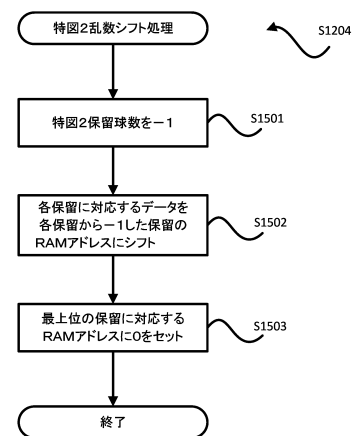 特図2乱数シフト処理
S1204
特図2保留球数を−1
S1501
各保留に対応するデータを
各保留から−1した保留の
RAMアドレスにシフト
S1502
最上位の保留に対応する
RAMアドレスに0をセット
S1503
終了